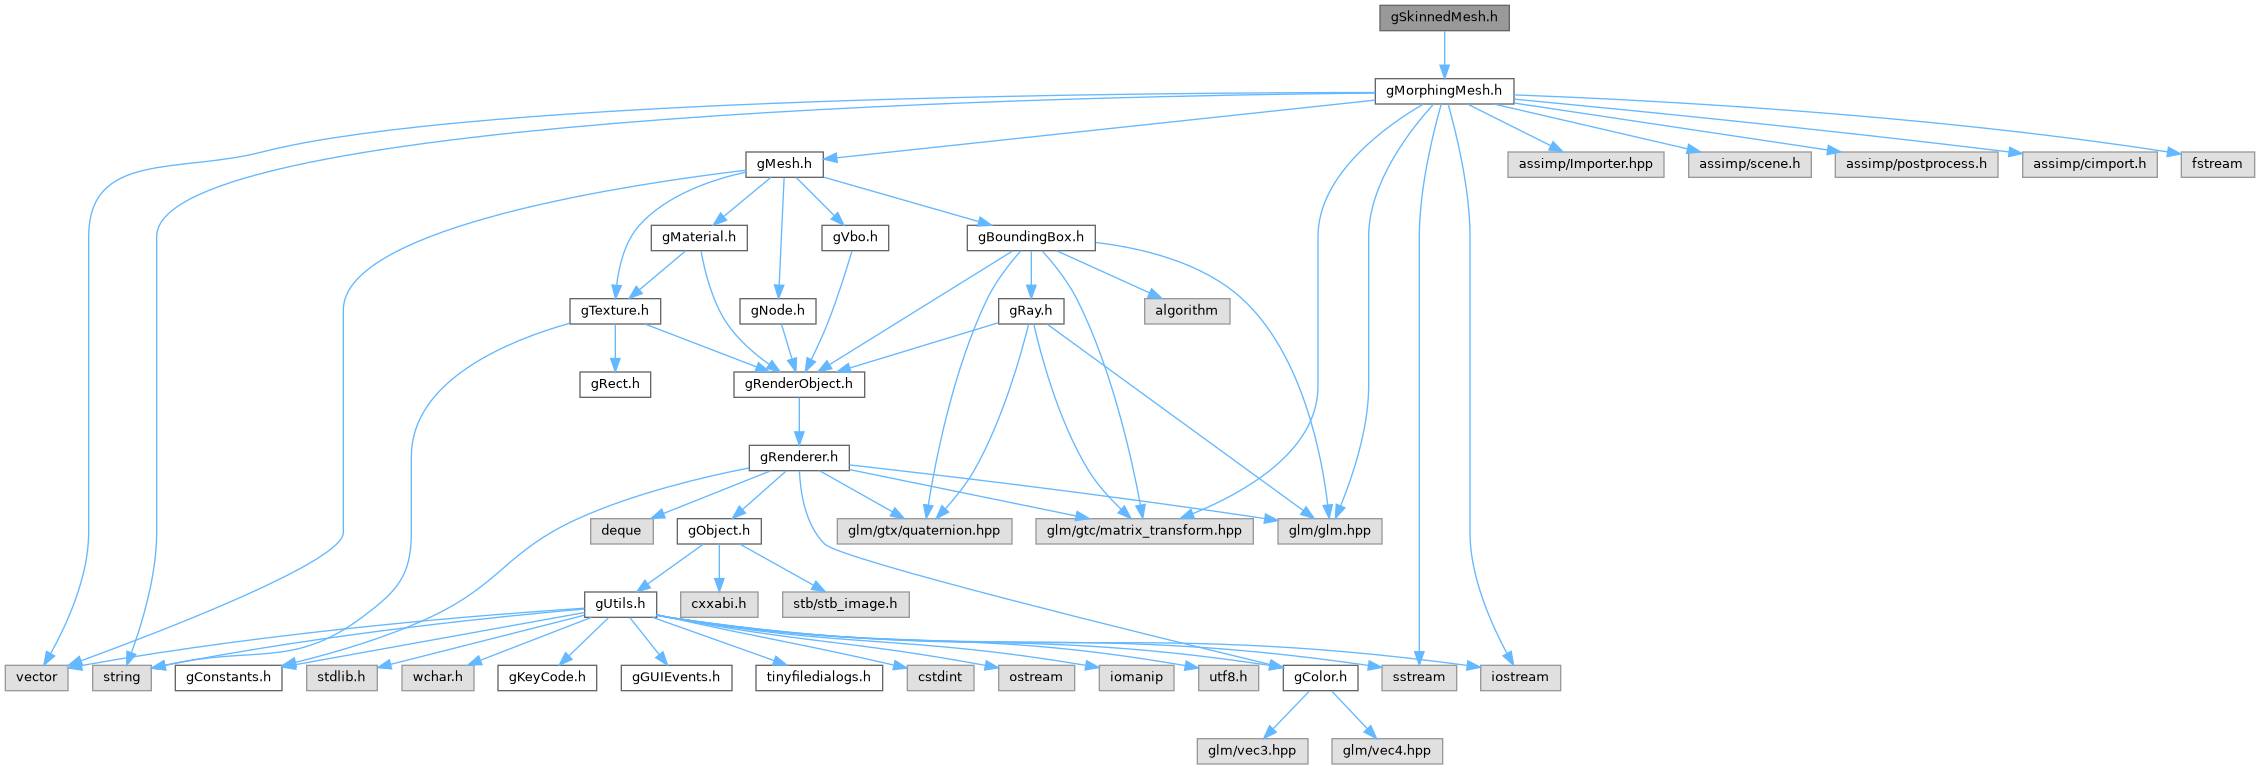 gSkinnedMesh.h
gMorphingMesh.h
gMesh.h
assimp/Importer.hpp
assimp/scene.h
assimp/postprocess.h
assimp/cimport.h
fstream
gMaterial.h
gVbo.h
gBoundingBox.h
gTexture.h
gNode.h
gRay.h
algorithm
gRect.h
gRenderObject.h
gRenderer.h
deque
gObject.h
glm/gtx/quaternion.hpp
glm/gtc/matrix_transform.hpp
glm/glm.hpp
gUtils.h
cxxabi.h
stb/stb_image.h
vector
string
gConstants.h
stdlib.h
wchar.h
gKeyCode.h
gGUIEvents.h
tinyfiledialogs.h
cstdint
ostream
iomanip
utf8.h
gColor.h
sstream
iostream
glm/vec3.hpp
glm/vec4.hpp